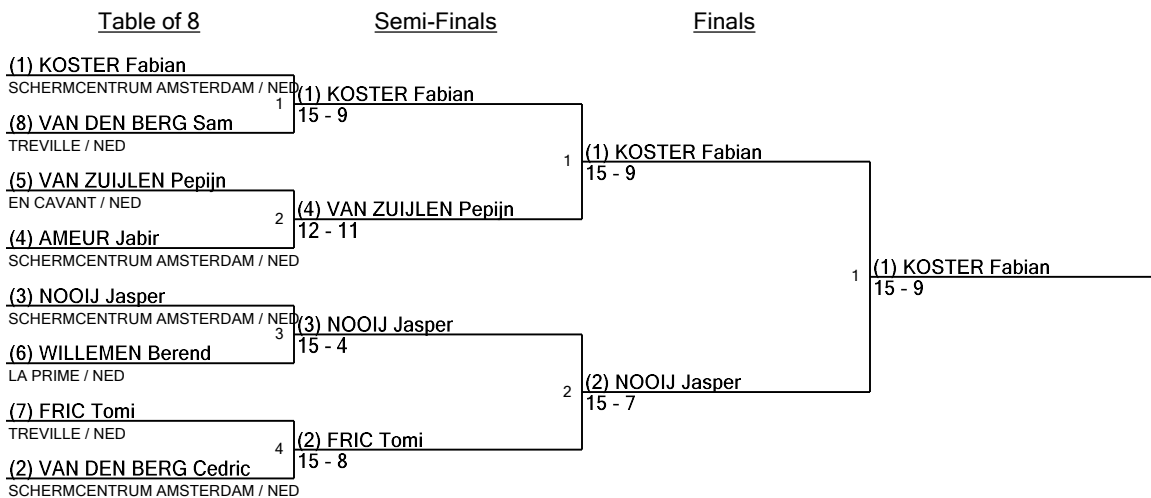 Table of 8
Semi-Finals
Finals
(1) KOSTER Fabian
SCHERMCENTRUM AMSTERDAM / NED
1
(8) VAN DEN BERG Sam
TREVILLE / NED
(1) KOSTER Fabian
15 - 9
(5) VAN ZUIJLEN Pepijn
EN CAVANT / NED
2
(4) AMEUR Jabir
SCHERMCENTRUM AMSTERDAM / NED
(4) VAN ZUIJLEN Pepijn
12 - 11
1
(1) KOSTER Fabian
15 - 9
(3) NOOIJ Jasper
SCHERMCENTRUM AMSTERDAM / NED
3
(6) WILLEMEN Berend
LA PRIME / NED
(3) NOOIJ Jasper
15 - 4
(7) FRIC Tomi
TREVILLE / NED
4
(2) VAN DEN BERG Cedric
SCHERMCENTRUM AMSTERDAM / NED
(2) FRIC Tomi
15 - 8
2
(2) NOOIJ Jasper
15 - 7
1
(1) KOSTER Fabian
15 - 9